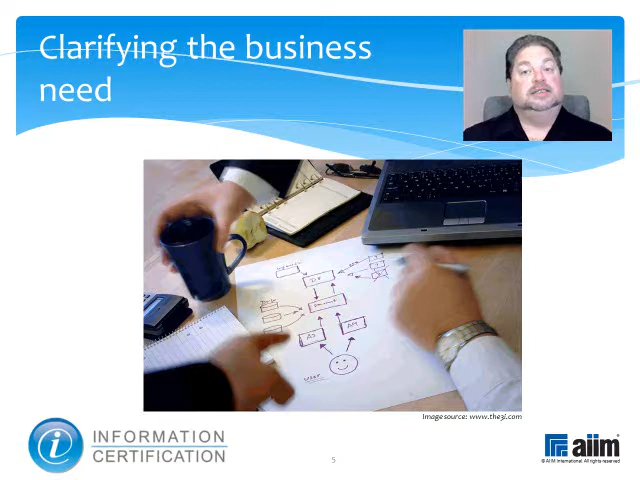 Clarifying the business
need
Image source: www.the3i.com
INFORMATION
CERTIFICATION
5
aiim
© AIIM International. All rights reserved